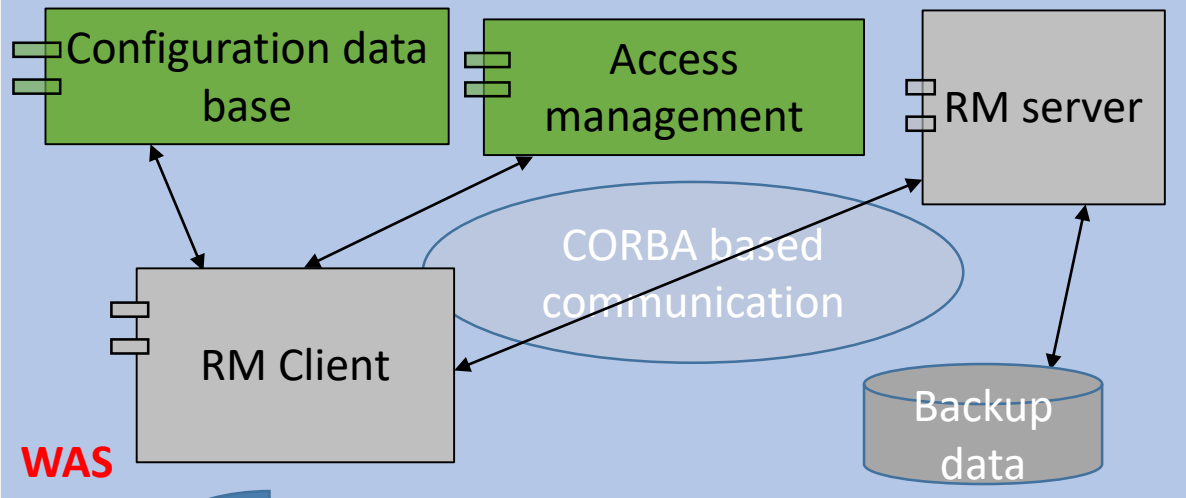 Configuration data
base
Access
management
RM server
CORBA based
communication
RM Client
Backup
data
WAS